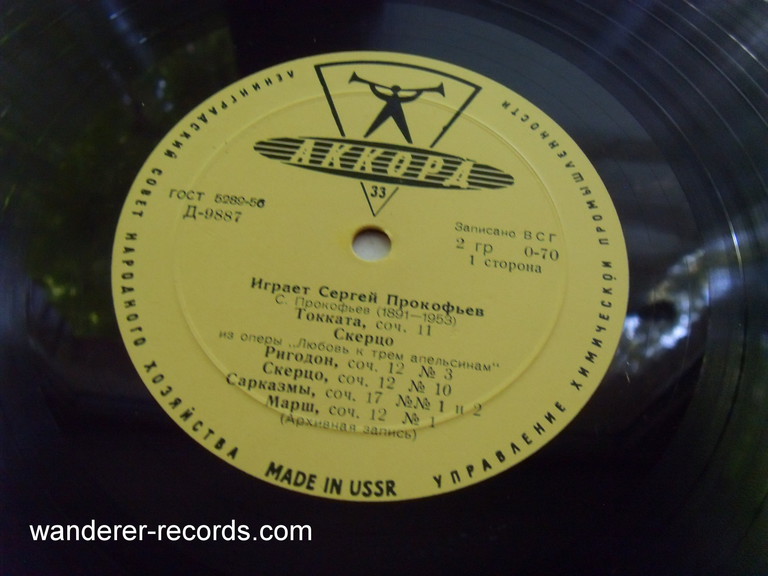 ЛЕНИНГРАДСКИЙ СОВЕТ НАРОДНОГО ХОЗЯЙСТВА
УПРАВЛЕНИЕ ХИМИЧЕСКОЙ ПРОМЫШЛЕННОСТИ
АККОРД
33
ГОСТ 5289-56
Д-9887
Записано ВСГ
2 гр 0-70
1 сторона
Играет Сергей Прокофьев
С. Прокофьев (1891—1953)
Токката, соч. 11
Скерцо
из оперы „Любовь к трем апельсинам"
Ригодон, соч. 12 № 3
Скерцо, соч. 12 № 10
Сарказмы, соч. 17 №№ 1 и 2
Марш, соч. 12 № 1
(Архивная запись)
MADE IN USSR
wanderer-records.com